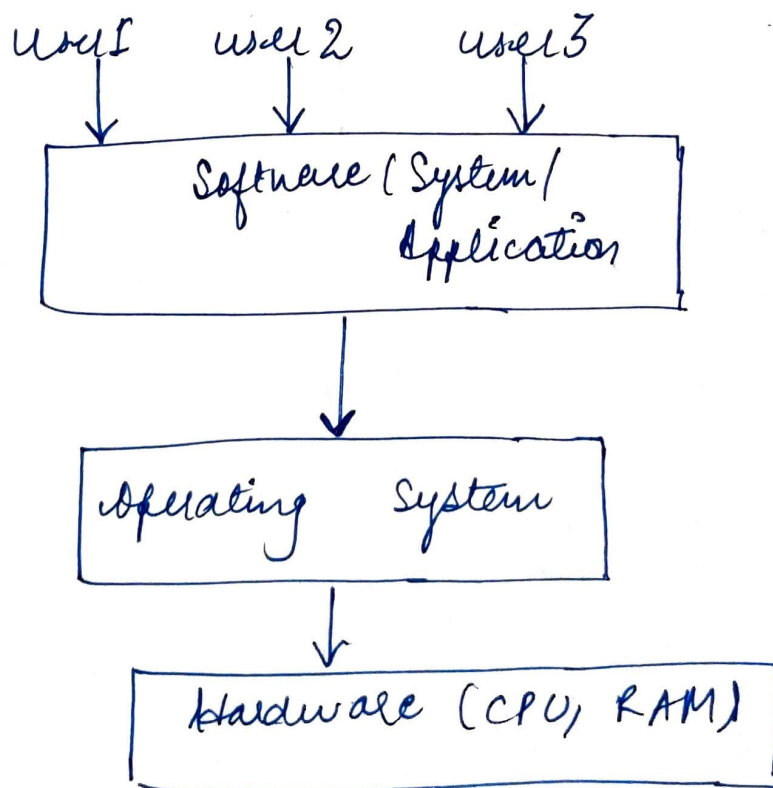 user1 user2 user3
Software (System/
Application
Operating System
Hardware (CPU, RAM)